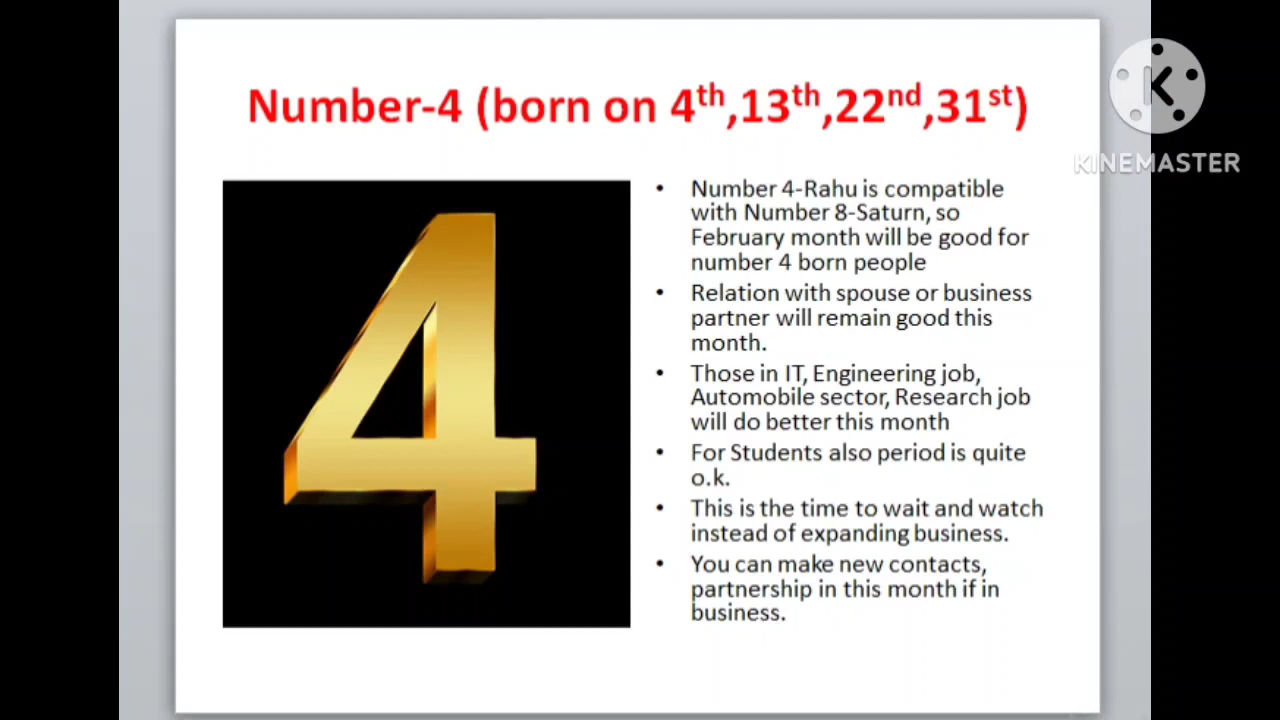 Number-4 (born on 4th,13th,22nd,31st)
K
KINEMASTER
• Number 4-Rahu is compatible
with Number 8-Saturn, so
February month will be good for
number 4 born people
• Relation with spouse or business
partner will remain good this
month.
• Those in IT, Engineering job,
Automobile sector, Research job
will do better this month
• For Students also period is quite
o.k.
• This is the time to wait and watch
instead of expanding business.
• You can make new contacts,
partnership in this month if in
business.
4